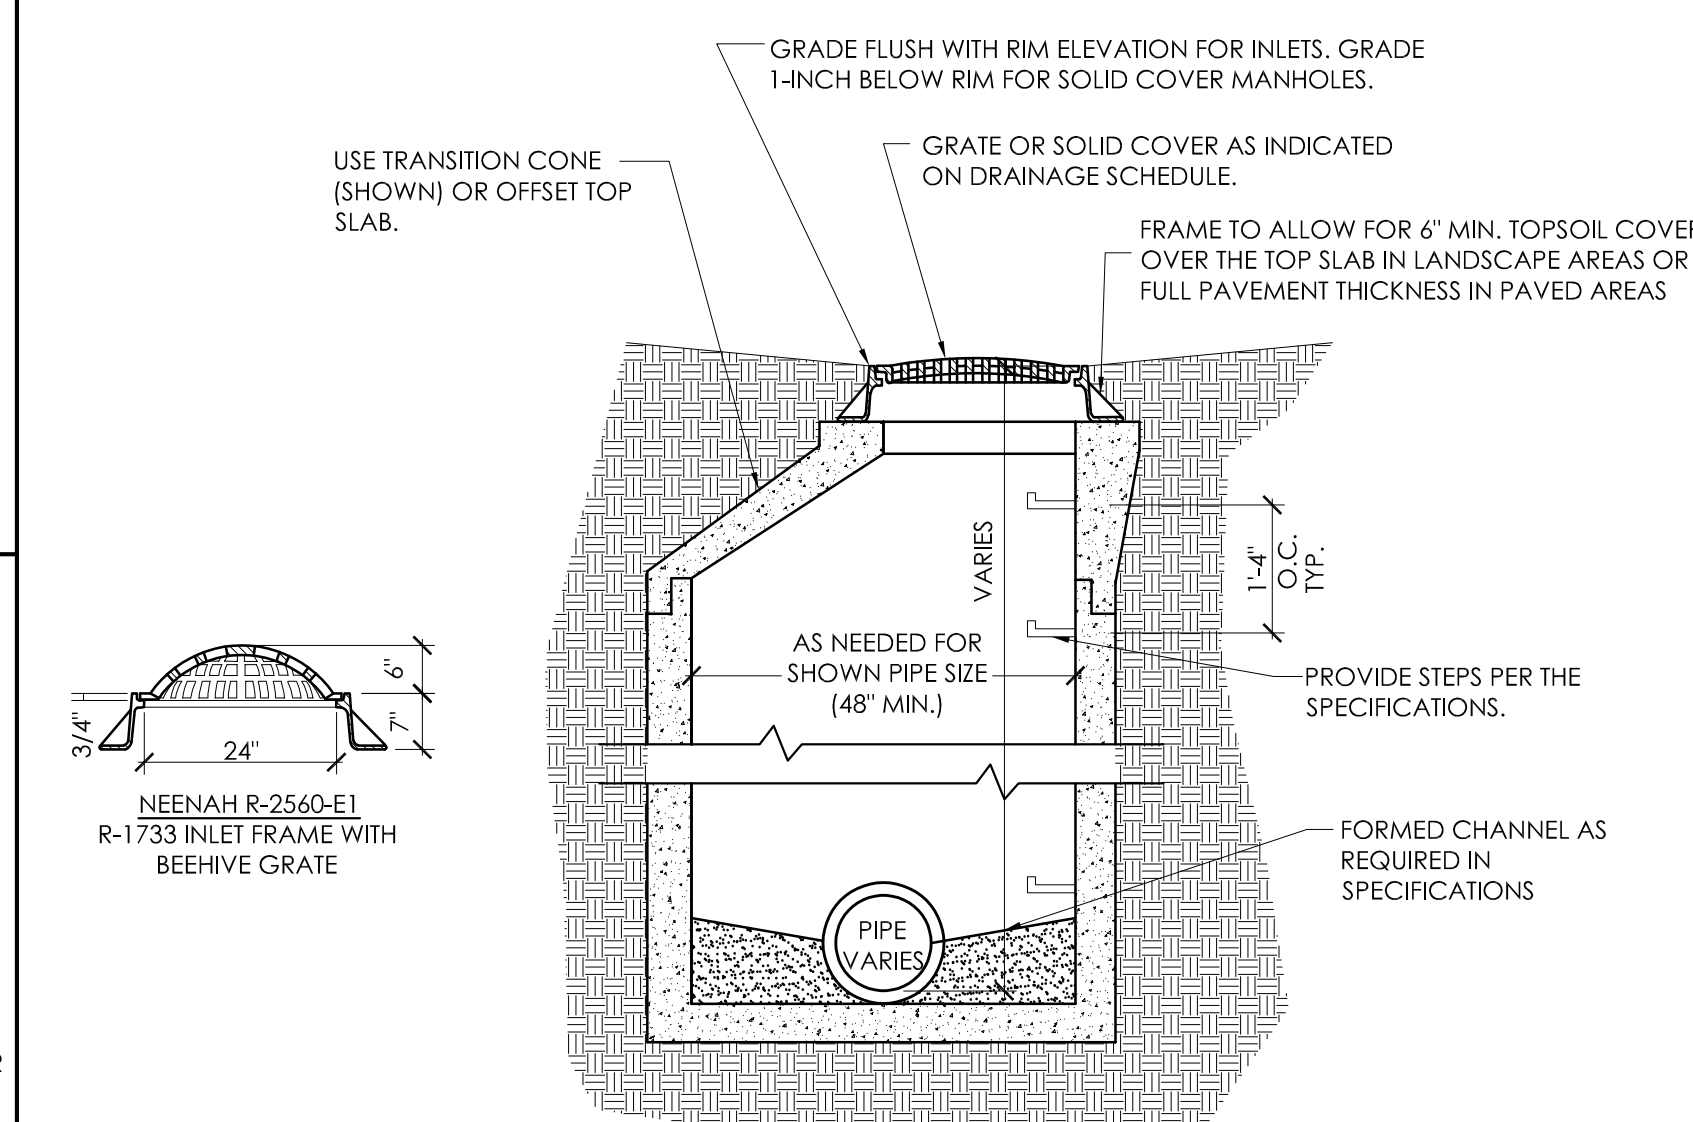 GRADE FLUSH WITH RIM ELEVATION FOR INLETS. GRADE
1-INCH BELOW RIM FOR SOLID COVER MANHOLES.
GRATE OR SOLID COVER AS INDICATED
ON DRAINAGE SCHEDULE.
USE TRANSITION CONE
(SHOWN) OR OFFSET TOP
SLAB.
FRAME TO ALLOW FOR 6" MIN. TOPSOIL COVER
OVER THE TOP SLAB IN LANDSCAPE AREAS OR
FULL PAVEMENT THICKNESS IN PAVED AREAS
VARIES
1'-4"
O.C.
TYP.
AS NEEDED FOR
SHOWN PIPE SIZE
(48" MIN.)
PROVIDE STEPS PER THE
SPECIFICATIONS.
6"
7"
3/4"
24"
NEENAH R-2560-E1
R-1733 INLET FRAME WITH
BEEHIVE GRATE
FORMED CHANNEL AS
REQUIRED IN
SPECIFICATIONS
PIPE
VARIES